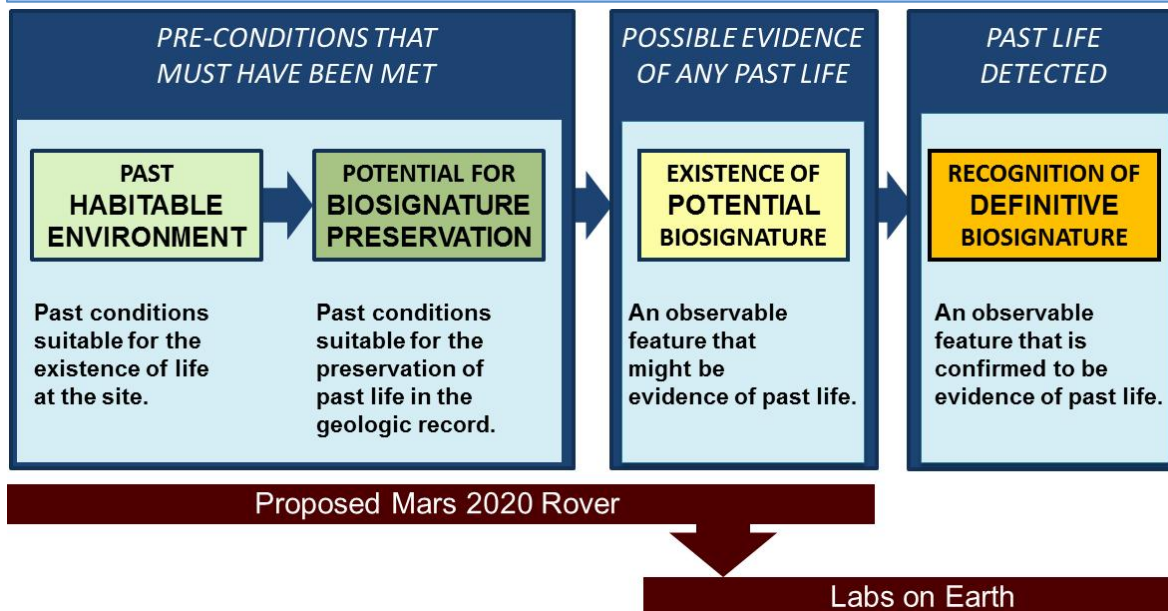 PRE-CONDITIONS THAT
MUST HAVE BEEN MET
PAST
HABITABLE
ENVIRONMENT
POTENTIAL FOR
BIOSIGNATURE
PRESERVATION
Past conditions
suitable for the
existence of life
at the site.
Past conditions
suitable for the
preservation of
past life in the
geologic record.
POSSIBLE EVIDENCE
OF ANY PAST LIFE
EXISTENCE OF
POTENTIAL
BIOSIGNATURE
An observable
feature that
might be
evidence of past life.
PAST LIFE
DETECTED
RECOGNITION OF
DEFINITIVE
BIOSIGNATURE
An observable
feature that is
confirmed to be
evidence of past life.
Proposed Mars 2020 Rover
Labs on Earth